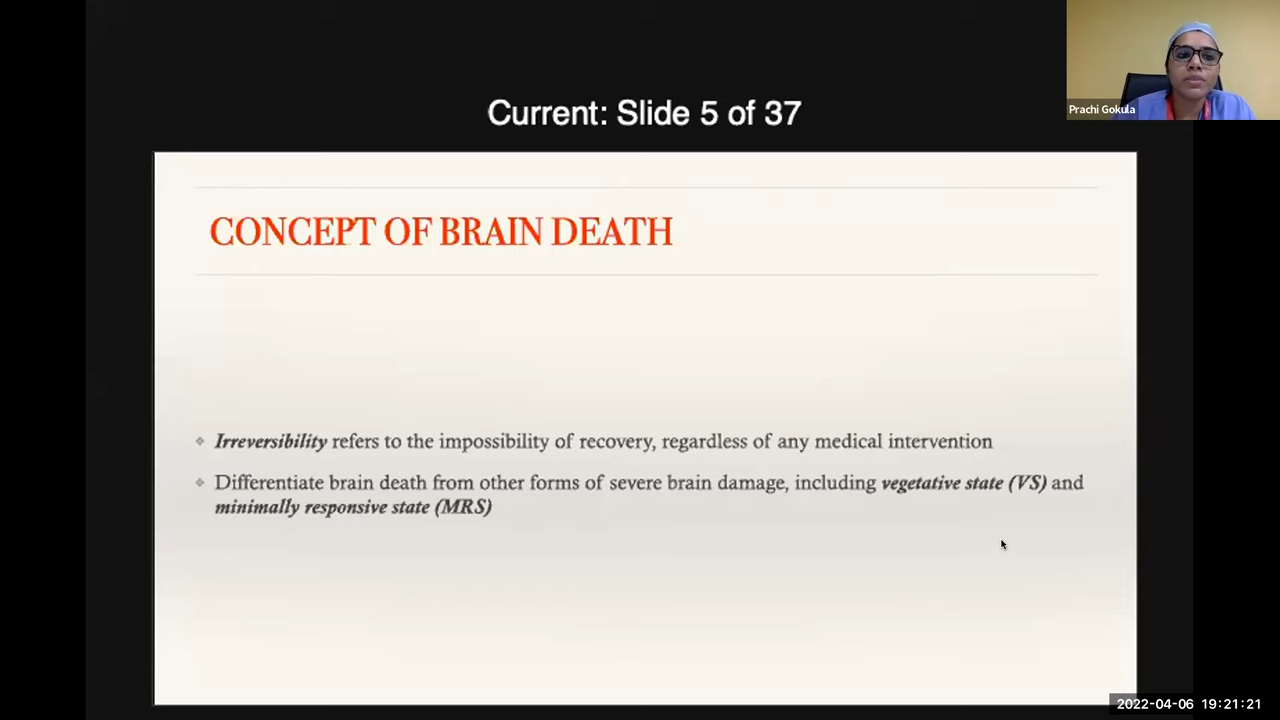 Prachi Gokula
Current: Slide 5 of 37
CONCEPT OF BRAIN DEATH
Irreversibility refers to the impossibility of recovery, regardless of any medical intervention
Differentiate brain death from other forms of severe brain damage, including vegetative state (VS) and
minimally responsive state (MRS)
2022-04-06 19:21:21